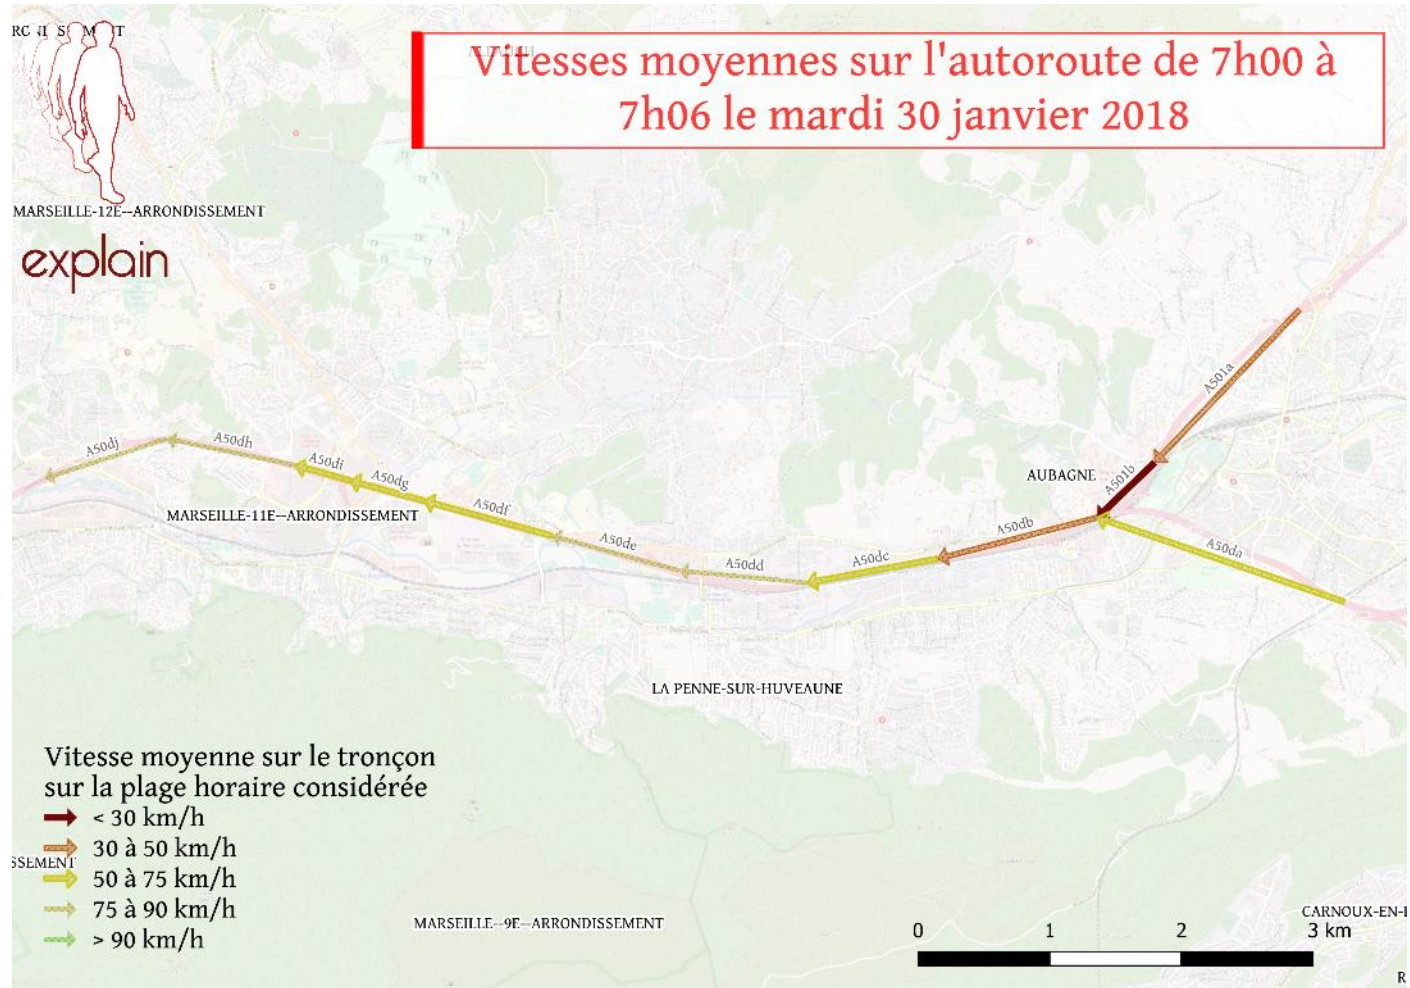 Vitesses moyennes sur l'autoroute de 7h00 à
7h06 le mardi 30 janvier 2018
MARSEILLE-12E--ARRONDISSEMENT
explain
A501a
AUBAGNE
A501b
A50dj
A50dh
A50di
A50dg
A50df
A50de
A50dd
A50dc
A50db
A50da
MARSEILLE-11E--ARRONDISSEMENT
LA PENNE-SUR-HUVEAUNE
Vitesse moyenne sur le tronçon
sur la plage horaire considérée
< 30 km/h
30 à 50 km/h
SSEMENT
50 à 75 km/h
75 à 90 km/h
> 90 km/h
MARSEILLE--9E--ARRONDISSEMENT
CARNOUX-EN-
0 1 2 3 km
R